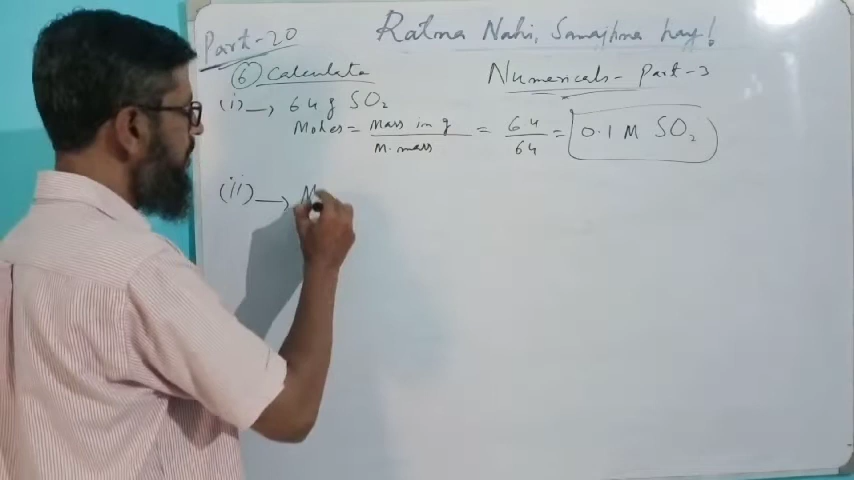 Part-20
Ratna Nahi, Samajhna hay!
6 Calculate
Numericals- Part-3
(i) → 64 g SO₂
Moles = Mass in g / M. mass = 64 / 64 = 0.1 M SO₂
(ii) → M